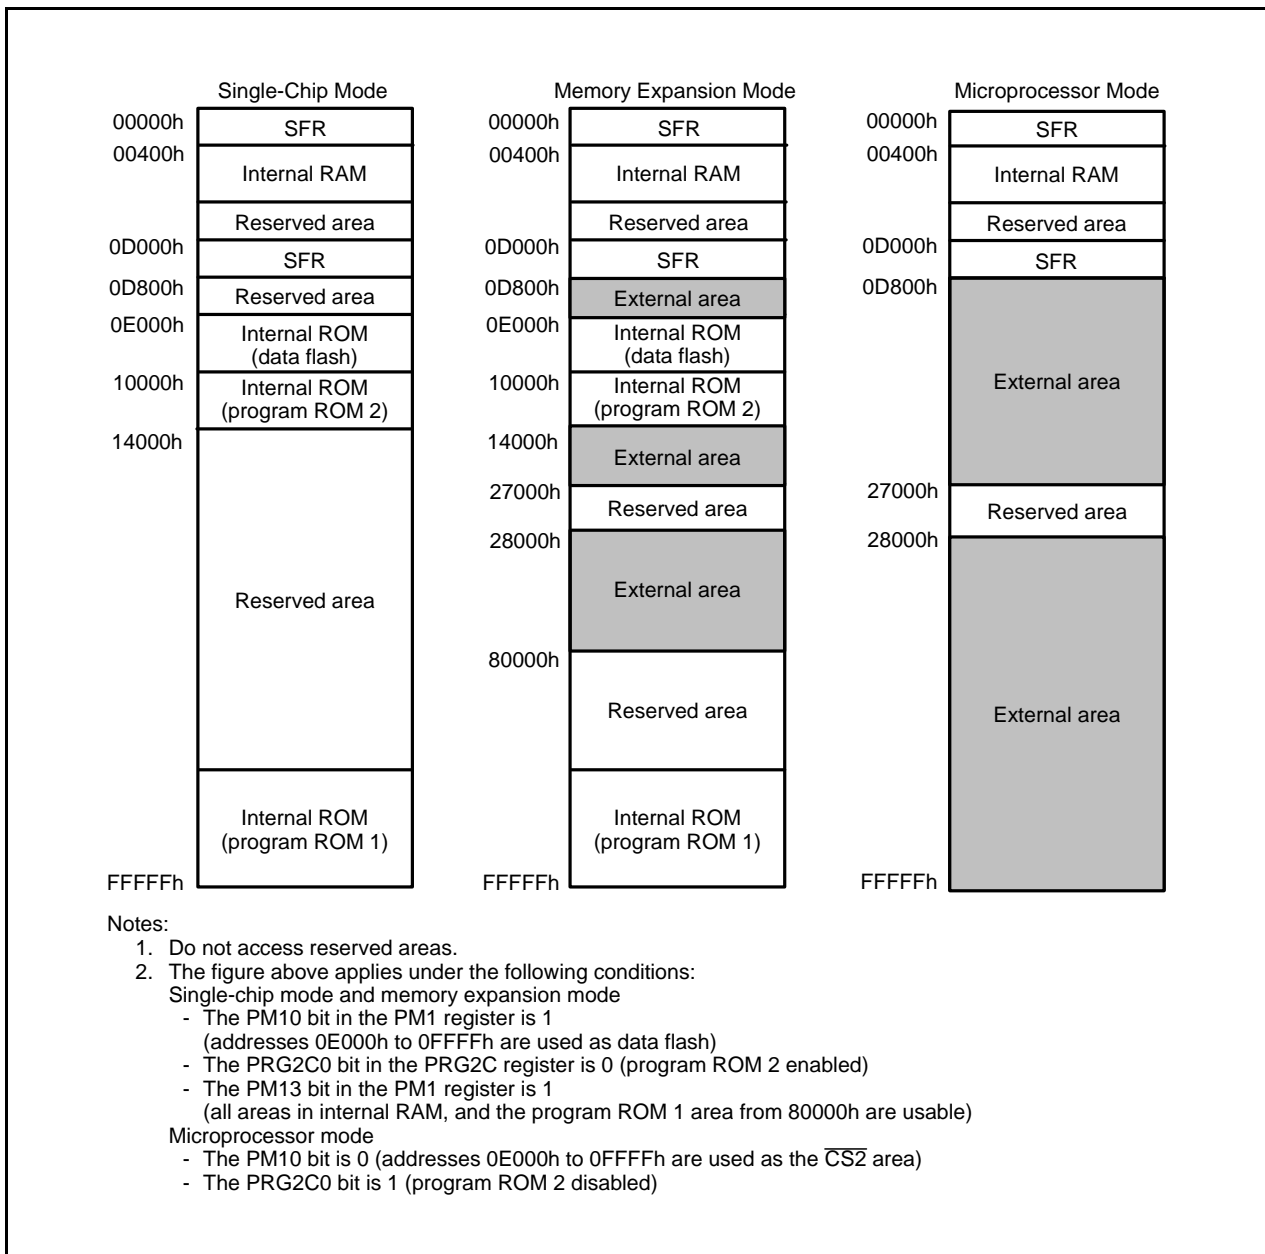 Single-Chip Mode
00000h
SFR
00400h
Internal RAM
Reserved area
0D000h
SFR
0D800h
Reserved area
0E000h
Internal ROM
(data flash)
10000h
Internal ROM
(program ROM 2)
14000h
Reserved area
Internal ROM
(program ROM 1)
FFFFFh
Memory Expansion Mode
00000h
SFR
00400h
Internal RAM
Reserved area
0D000h
SFR
0D800h
External area
0E000h
Internal ROM
(data flash)
10000h
Internal ROM
(program ROM 2)
14000h
External area
27000h
Reserved area
28000h
External area
80000h
Reserved area
Internal ROM
(program ROM 1)
FFFFFh
Microprocessor Mode
00000h
SFR
00400h
Internal RAM
Reserved area
0D000h
SFR
0D800h
External area
27000h
Reserved area
28000h
External area
FFFFFh
Notes:
1. Do not access reserved areas.
2. The figure above applies under the following conditions:
Single-chip mode and memory expansion mode
- The PM10 bit in the PM1 register is 1
(addresses 0E000h to 0FFFFh are used as data flash)
- The PRG2C0 bit in the PRG2C register is 0 (program ROM 2 enabled)
- The PM13 bit in the PM1 register is 1
(all areas in internal RAM, and the program ROM 1 area from 80000h are usable)
Microprocessor mode
- The PM10 bit is 0 (addresses 0E000h to 0FFFFh are used as the C̅S̅2̅ area)
- The PRG2C0 bit is 1 (program ROM 2 disabled)